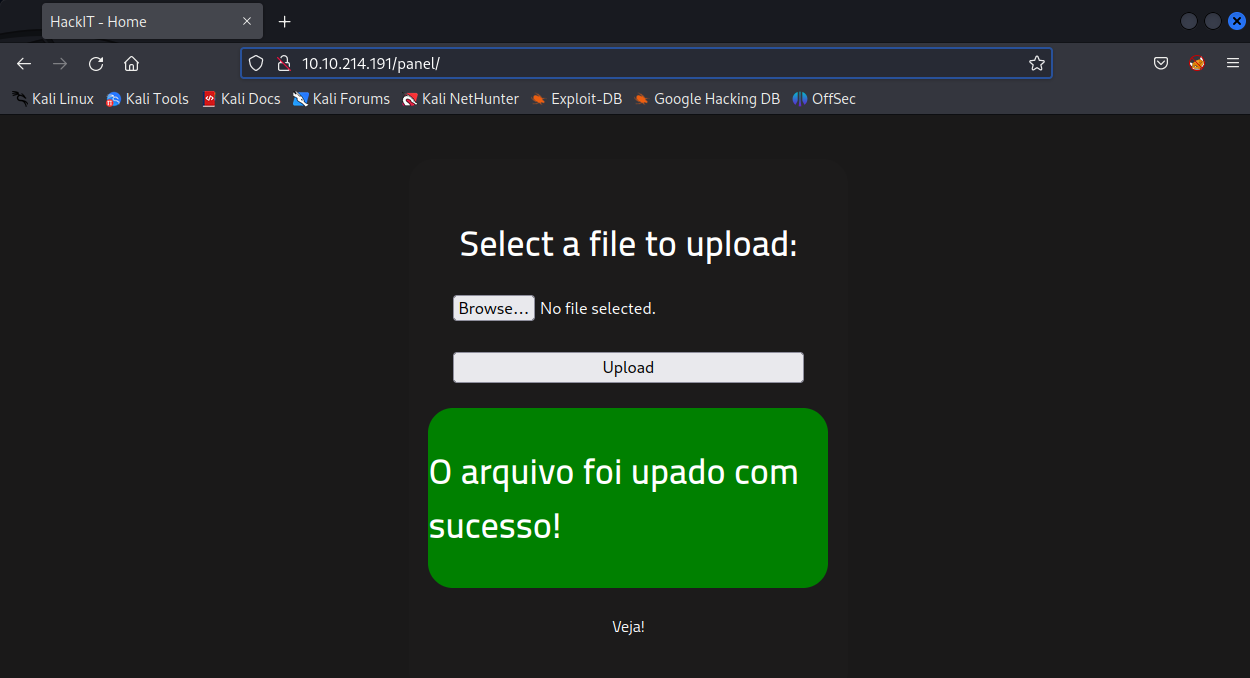 HackIT - Home
10.10.214.191/panel/
Kali Linux Kali Tools Kali Docs Kali Forums Kali NetHunter Exploit-DB Google Hacking DB OffSec
Select a file to upload:
Browse... No file selected.
Upload
O arquivo foi upado com
sucesso!
Veja!